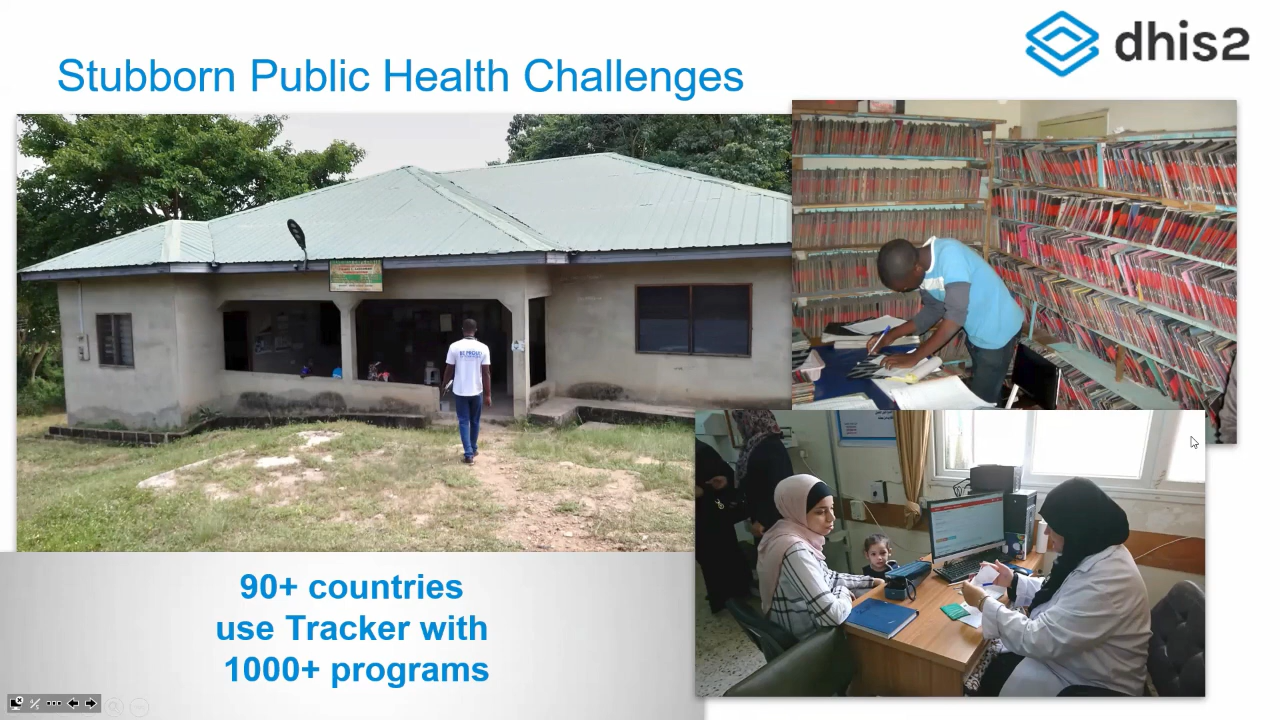 dhis2
Stubborn Public Health Challenges
90+ countries
use Tracker with
1000+ programs